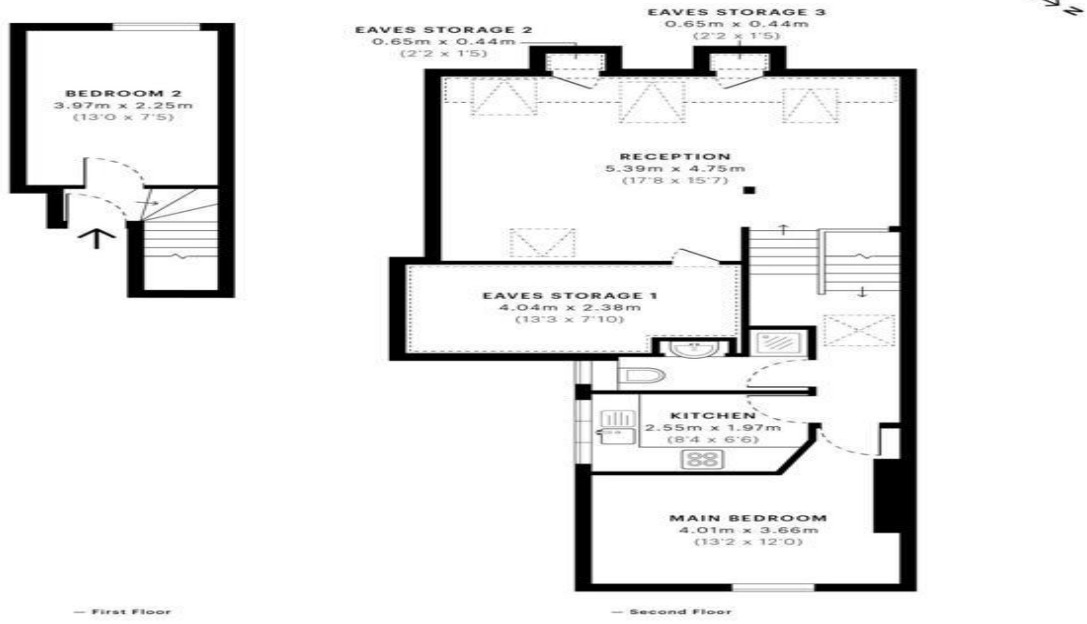 EAVES STORAGE 2
0.65m x 0.44m
(2'2 x 1'5)
EAVES STORAGE 3
0.65m x 0.44m
(2'2 x 1'5)
N
BEDROOM 2
3.97m x 2.25m
(13'0 x 7'5)
RECEPTION
5.39m x 4.75m
(17'8 x 15'7)
EAVES STORAGE 1
4.04m x 2.38m
(13'3 x 7'10)
KITCHEN
2.55m x 1.97m
(8'4 x 6'6)
MAIN BEDROOM
4.01m x 3.66m
(13'2 x 12'0)
— First Floor
— Second Floor